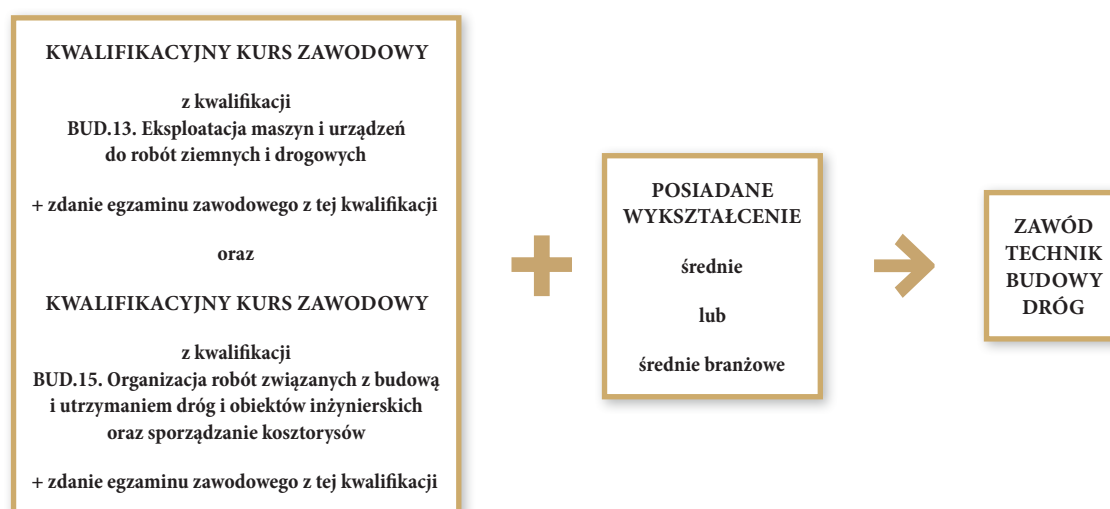 KWALIFIKACYJNY KURS ZAWODOWY
z kwalifikacji
BUD.13. Eksploatacja maszyn i urządzeń
do robót ziemnych i drogowych
+ zdanie egzaminu zawodowego z tej kwalifikacji
oraz
KWALIFIKACYJNY KURS ZAWODOWY
z kwalifikacji
BUD.15. Organizacja robót związanych z budową
i utrzymaniem dróg i obiektów inżynierskich
oraz sporządzanie kosztorysów
+ zdanie egzaminu zawodowego z tej kwalifikacji
POSIADANE
WYKSZTAŁCENIE
średnie
lub
średnie branżowe
ZAWÓD
TECHNIK
BUDOWY
DRÓG